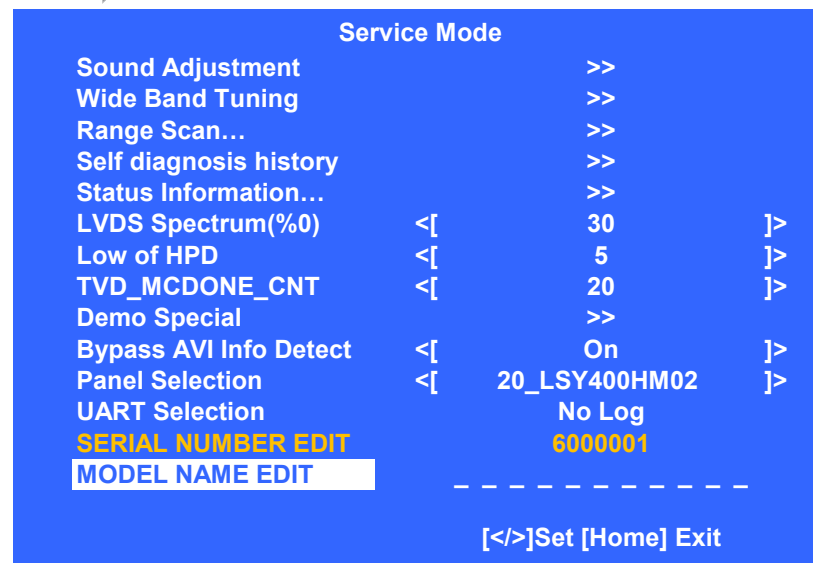 Service Mode
Sound Adjustment >>
Wide Band Tuning >>
Range Scan… >>
Self diagnosis history >>
Status Information… >>
LVDS Spectrum(%0) <[ 30 ]>
Low of HPD <[ 5 ]>
TVD_MCDONE_CNT <[ 20 ]>
Demo Special >>
Bypass AVI Info Detect <[ On ]>
Panel Selection <[ 20_LSY400HM02 ]>
UART Selection No Log
SERIAL NUMBER EDIT 6000001
MODEL NAME EDIT _ _ _ _ _ _ _ _ _ _ _
[</>]Set [Home] Exit